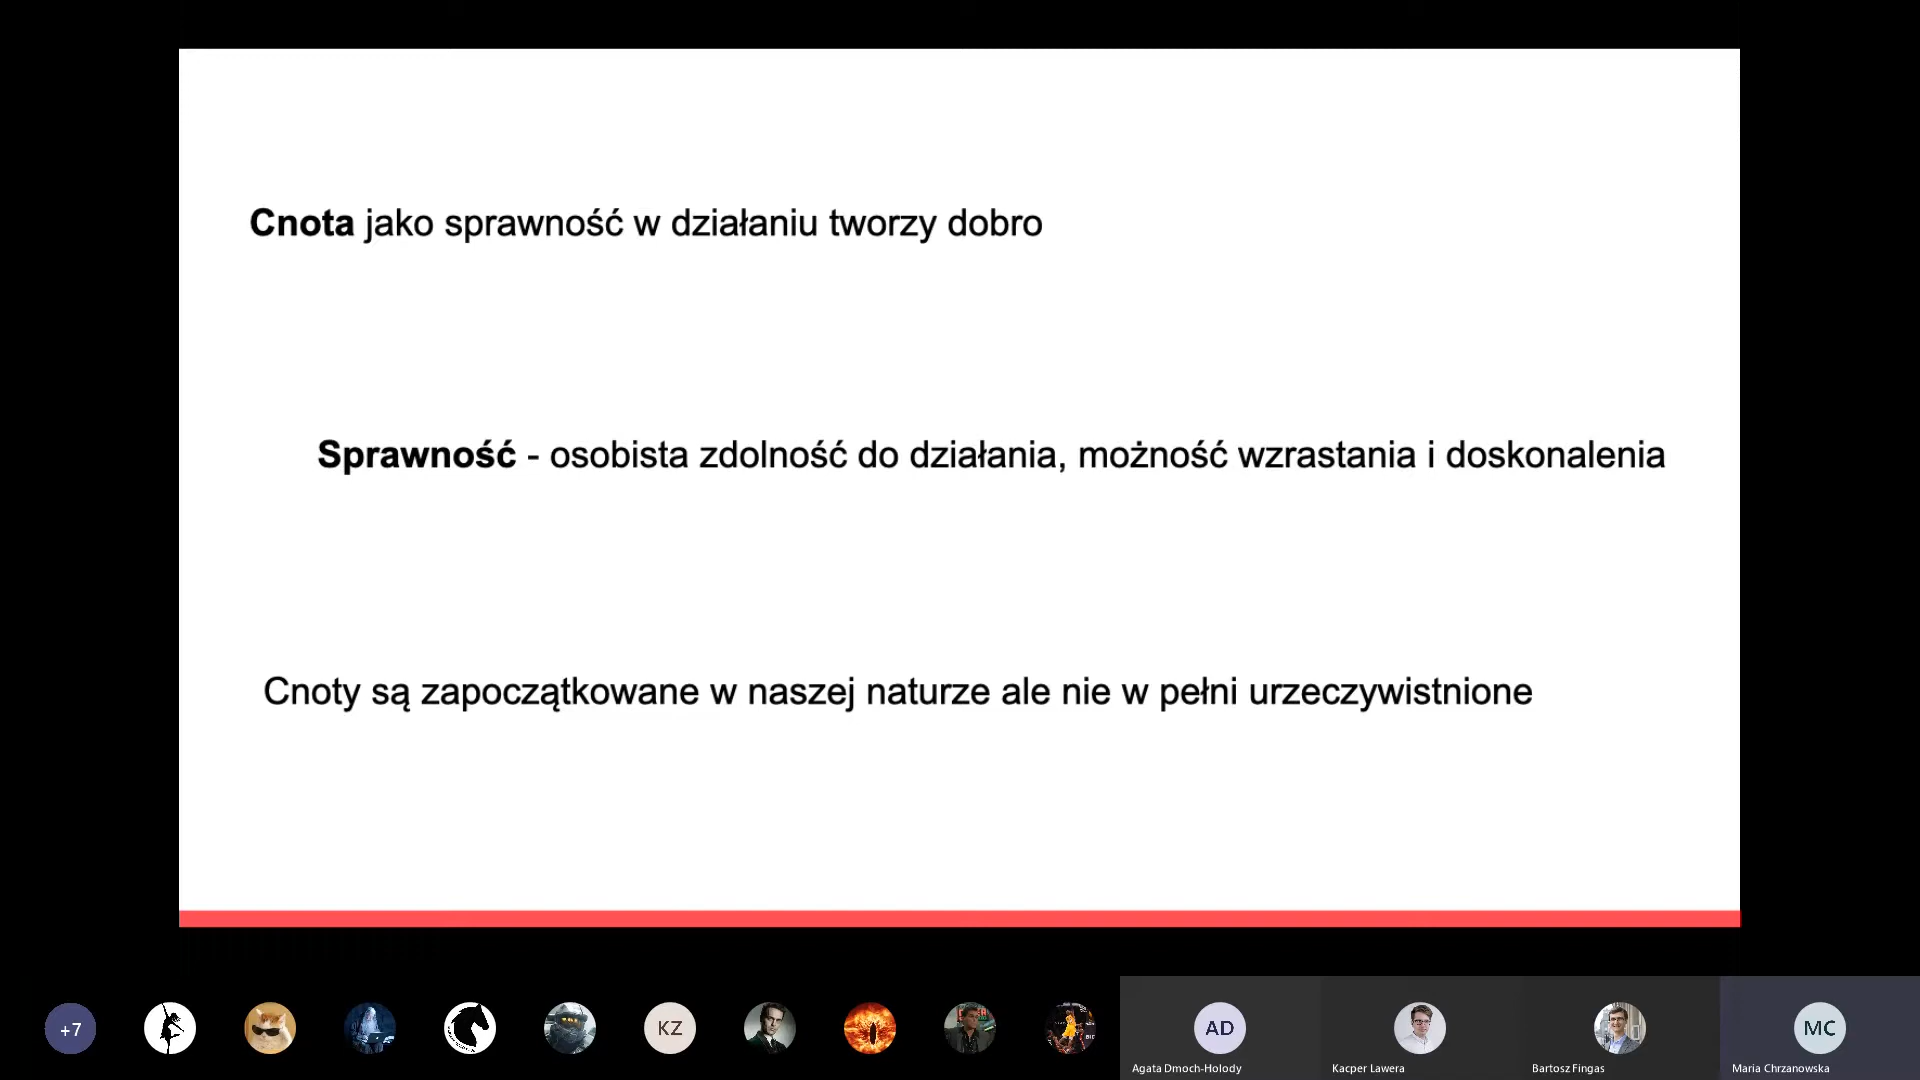 Cnota jako sprawność w działaniu tworzy dobro
Sprawność - osobista zdolność do działania, możność wzrastania i doskonalenia
Cnoty są zapoczątkowane w naszej naturze ale nie w pełni urzeczywistnione
+7
KZ
AD
MC
Agata Dmoch-Holody
Kacper Lawera
Bartosz Fingas
Maria Chrzanowska